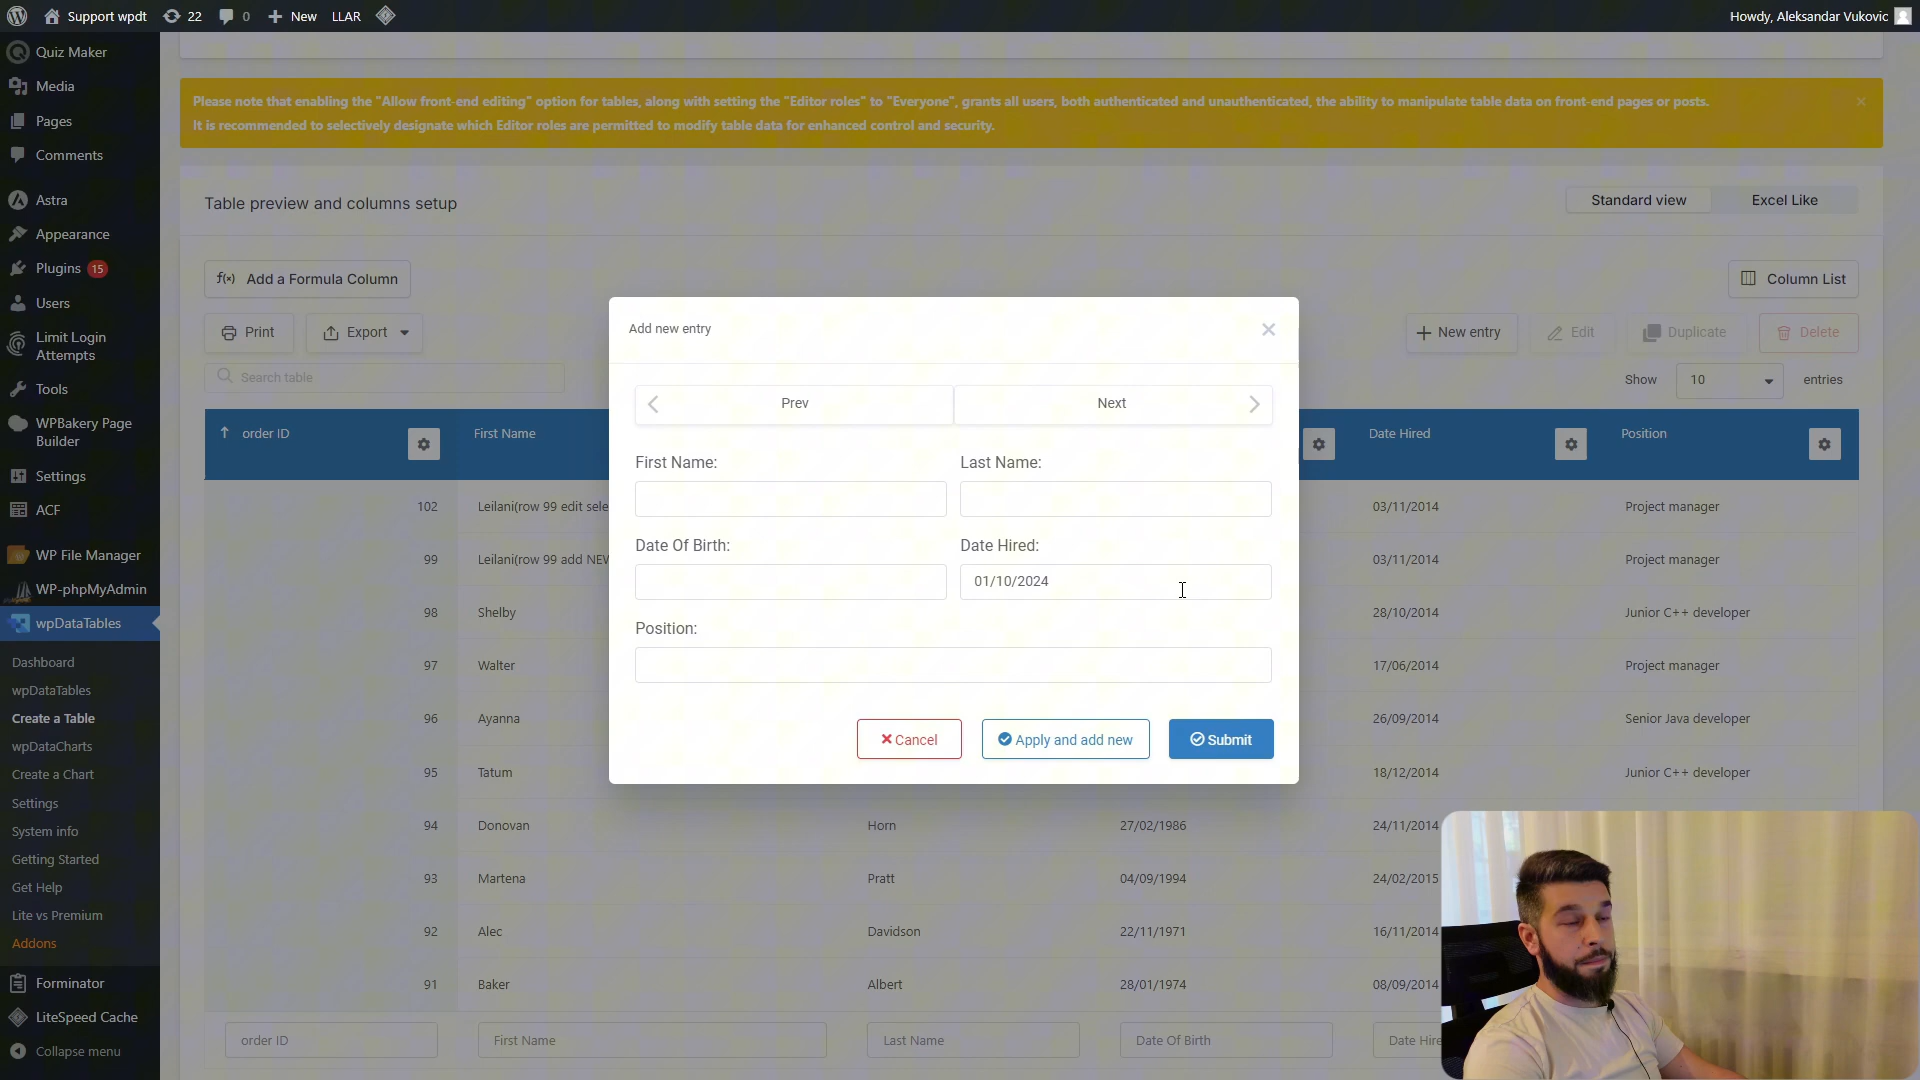 Support wpdt
22
0
New
LLAR
Howdy, Aleksandar Vukovic
Quiz Maker
Media
Pages
Comments
Astra
Appearance
Plugins 15
Users
Limit Login
Attempts
Tools
WPBakery Page
Builder
Settings
ACF
WP File Manager
WP-phpMyAdmin
wpDataTables
Dashboard
wpDataTables
Create a Table
wpDataCharts
Create a Chart
Settings
System info
Getting Started
Get Help
Lite vs Premium
Addons
Forminator
LiteSpeed Cache
Collapse menu
Please note that enabling the "Allow front-end editing" option for tables, along with setting the "Editor roles" to "Everyone", grants all users, both authenticated and unauthenticated, the ability to manipulate table data on front-end pages or posts.
It is recommended to selectively designate which Editor roles are permitted to modify table data for enhanced control and security.
Table preview and columns setup
Standard view
Excel Like
f(x) Add a Formula Column
Column List
Print
Export
New entry
Edit
Duplicate
Delete
Search table
Show 10 entries
order ID
First Name
Date Hired
Position
102 Leilani(row 99 edit sele 03/11/2014 Project manager
99 Leilani(row 99 add NEW 03/11/2014 Project manager
98 Shelby 28/10/2014 Junior C++ developer
97 Walter 17/06/2014 Project manager
96 Ayanna 26/09/2014 Senior Java developer
95 Tatum 18/12/2014 Junior C++ developer
94 Donovan Horn 27/02/1986 24/11/2014
93 Martena Pratt 04/09/1994 24/02/2015
92 Alec Davidson 22/11/1971 16/11/2014
91 Baker Albert 28/01/1974 08/09/2014
order ID
First Name
Last Name
Date Of Birth
Date Hire
Add new entry
Prev
Next
First Name:
Last Name:
Date Of Birth:
Date Hired:
01/10/2024
Position:
Cancel
Apply and add new
Submit